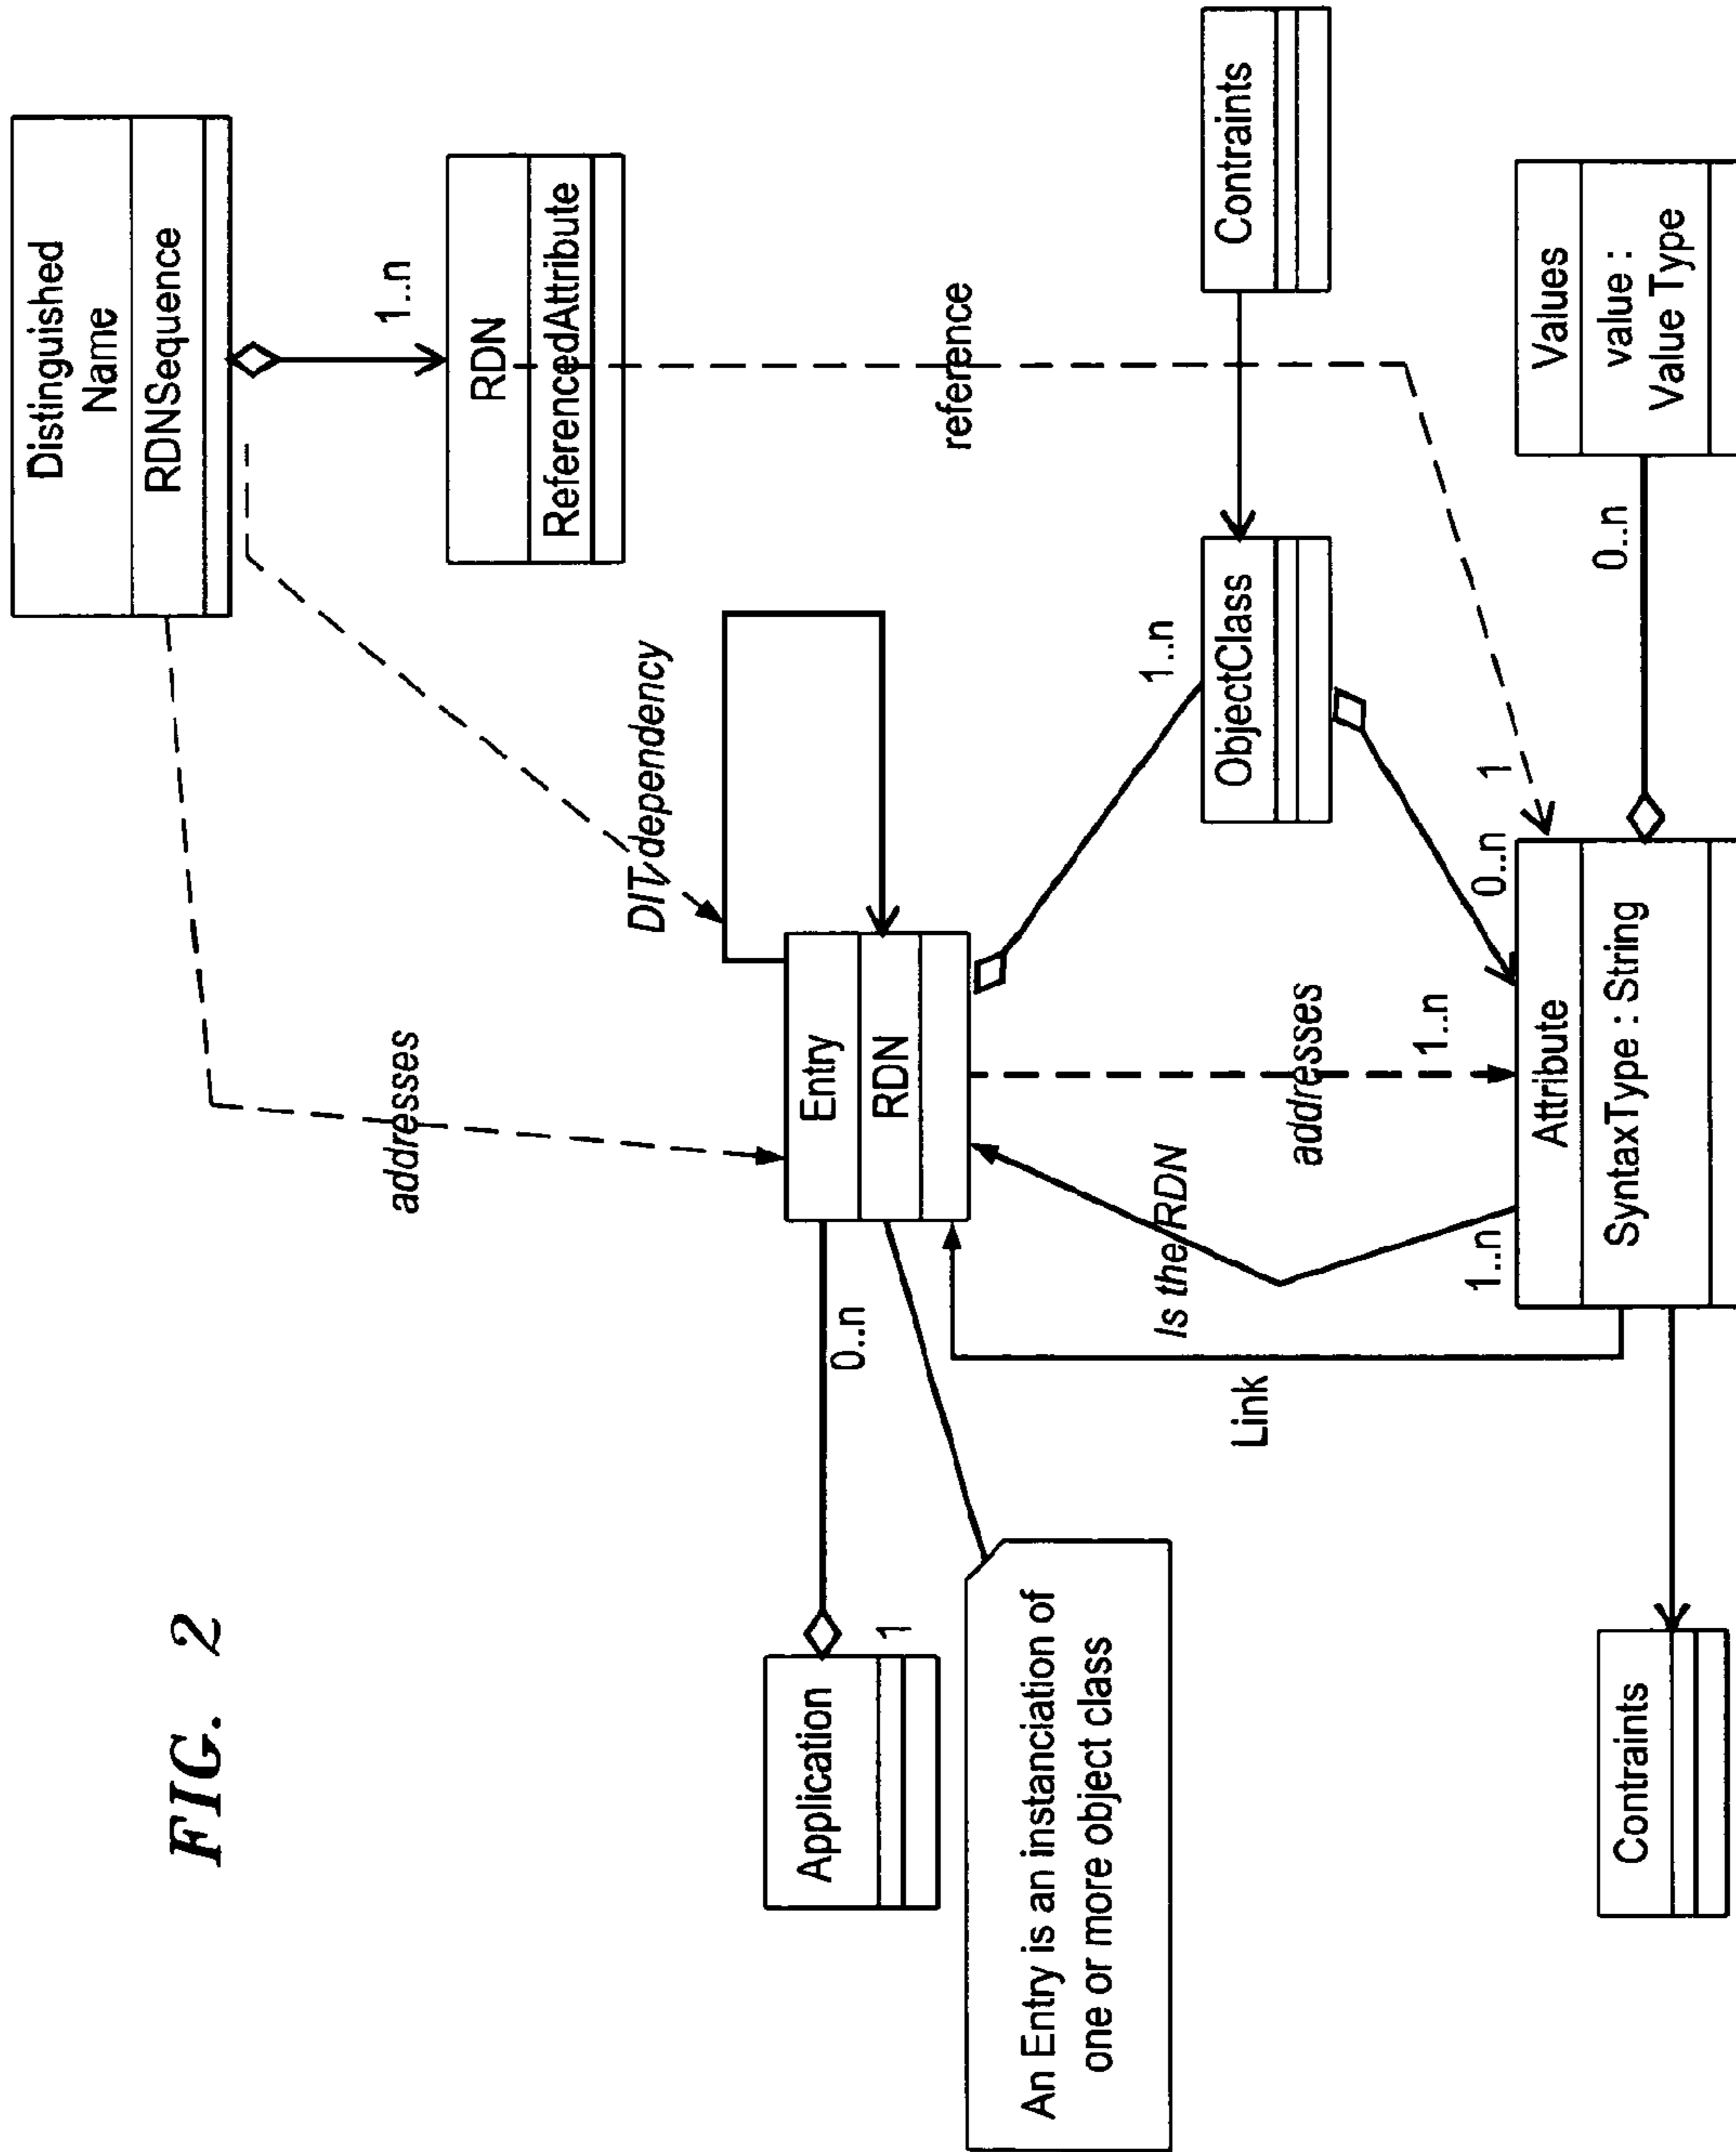 FIG. 2
Distinguished
Name
RDNSequence
1..n
RDN
ReferencedAttribute
addresses
DIT dependency
reference
Application
1
0..n
Entry
RDN
An Entry is an instanciation of
one or more object class
1..n
ObjectClass
Contraints
Link
Is the RDN
addresses
1..n
1..n
0..n
1
Contraints
Attribute
SyntaxType : String
0..n
Values
value :
Value Type